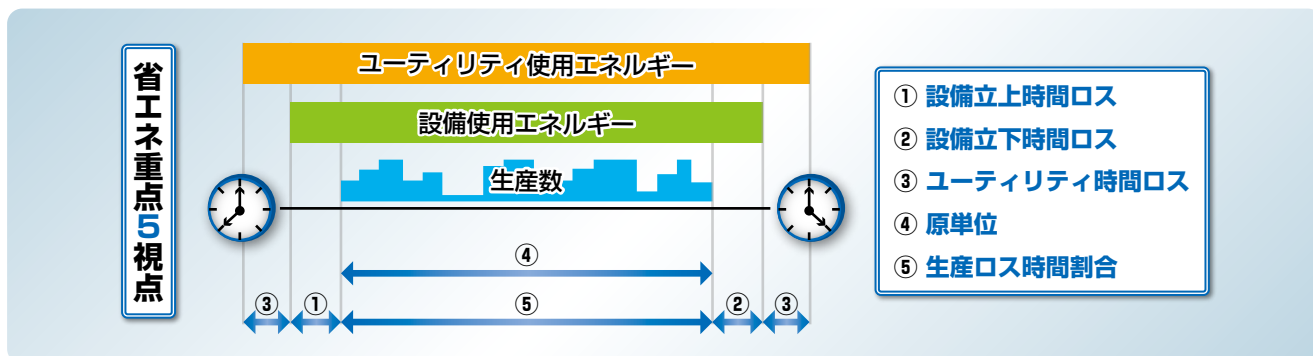 省エネ重点5視点
ユーティリティ使用エネルギー
設備使用エネルギー
生産数
④
③
①
⑤
②
③
① 設備立上時間ロス
② 設備立下時間ロス
③ ユーティリティ時間ロス
④ 原単位
⑤ 生産ロス時間割合